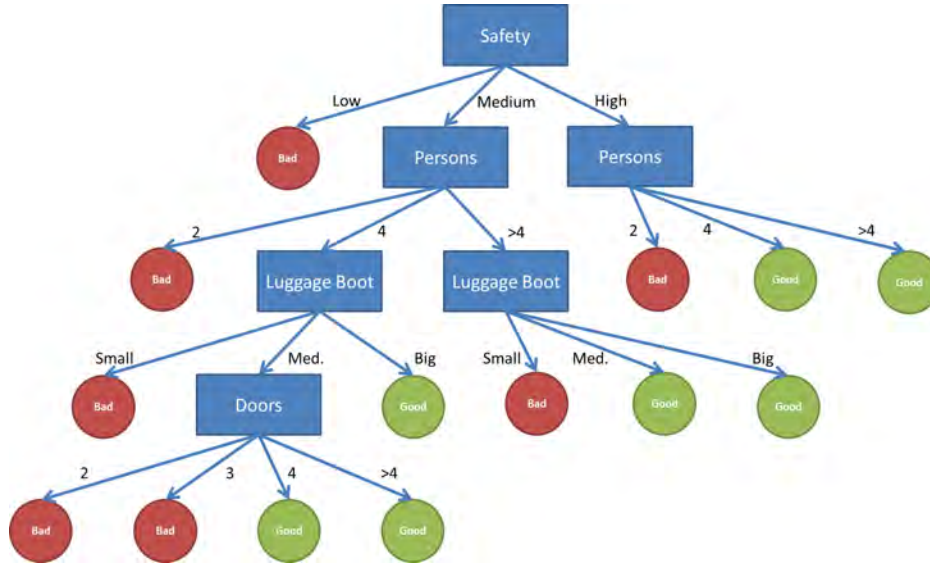 Safety
Low
Medium
High
Bad
Persons
Persons
2
4
>4
2
4
>4
Bad
Luggage Boot
Luggage Boot
Bad
Good
Good
Small
Med.
Big
Small
Med.
Big
Bad
Doors
Good
Bad
Good
Good
2
3
4
>4
Bad
Bad
Good
Good